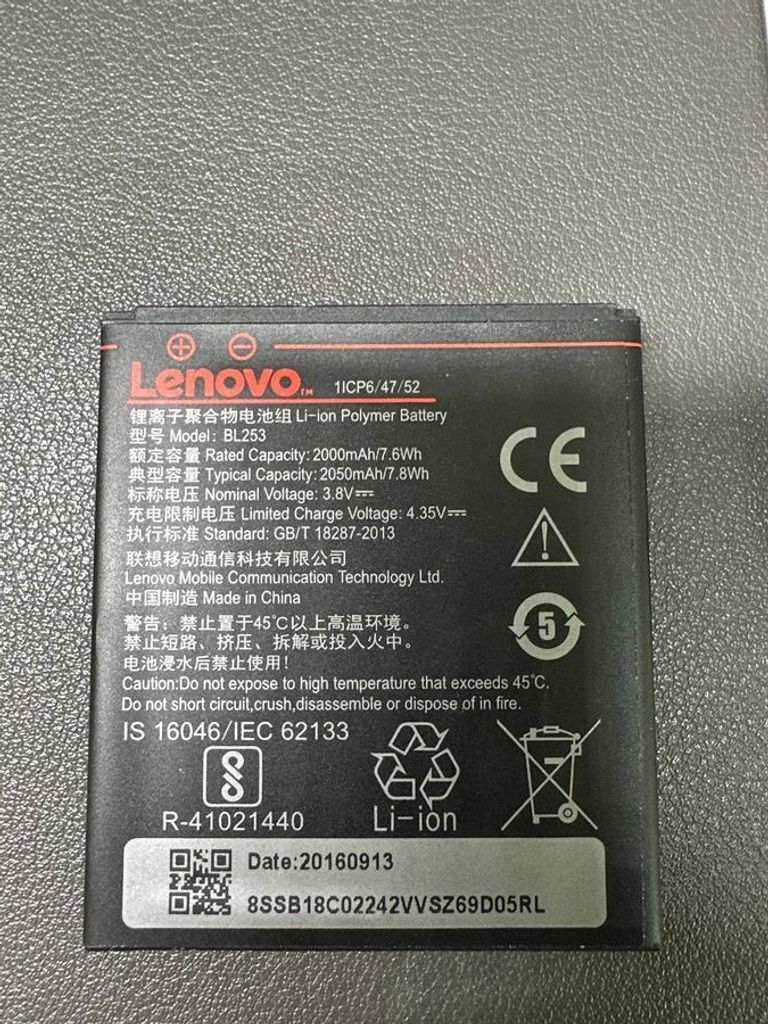 Lenovo™ 1ICP6/47/52
锂离子聚合物电池组 Li-ion Polymer Battery
型号 Model: BL253
额定容量 Rated Capacity: 2000mAh/7.6Wh
典型容量 Typical Capacity: 2050mAh/7.8Wh
标称电压 Nominal Voltage: 3.8V⎓
充电限制电压 Limited Charge Voltage: 4.35V⎓
执行标准 Standard: GB/T 18287-2013
CE
联想移动通信科技有限公司
Lenovo Mobile Communication Technology Ltd.
中国制造 Made in China
5
警告: 禁止置于45℃以上高温环境。
禁止短路、挤压、拆解或投入火中。
电池浸水后禁止使用!
Caution:Do not expose to high temperature that exceeds 45℃.
Do not short circuit,crush,disassemble or dispose of in fire.
IS 16046/IEC 62133
R-41021440
Li-ion
Date:20160913
8SSB18C02242VVSZ69D05RL